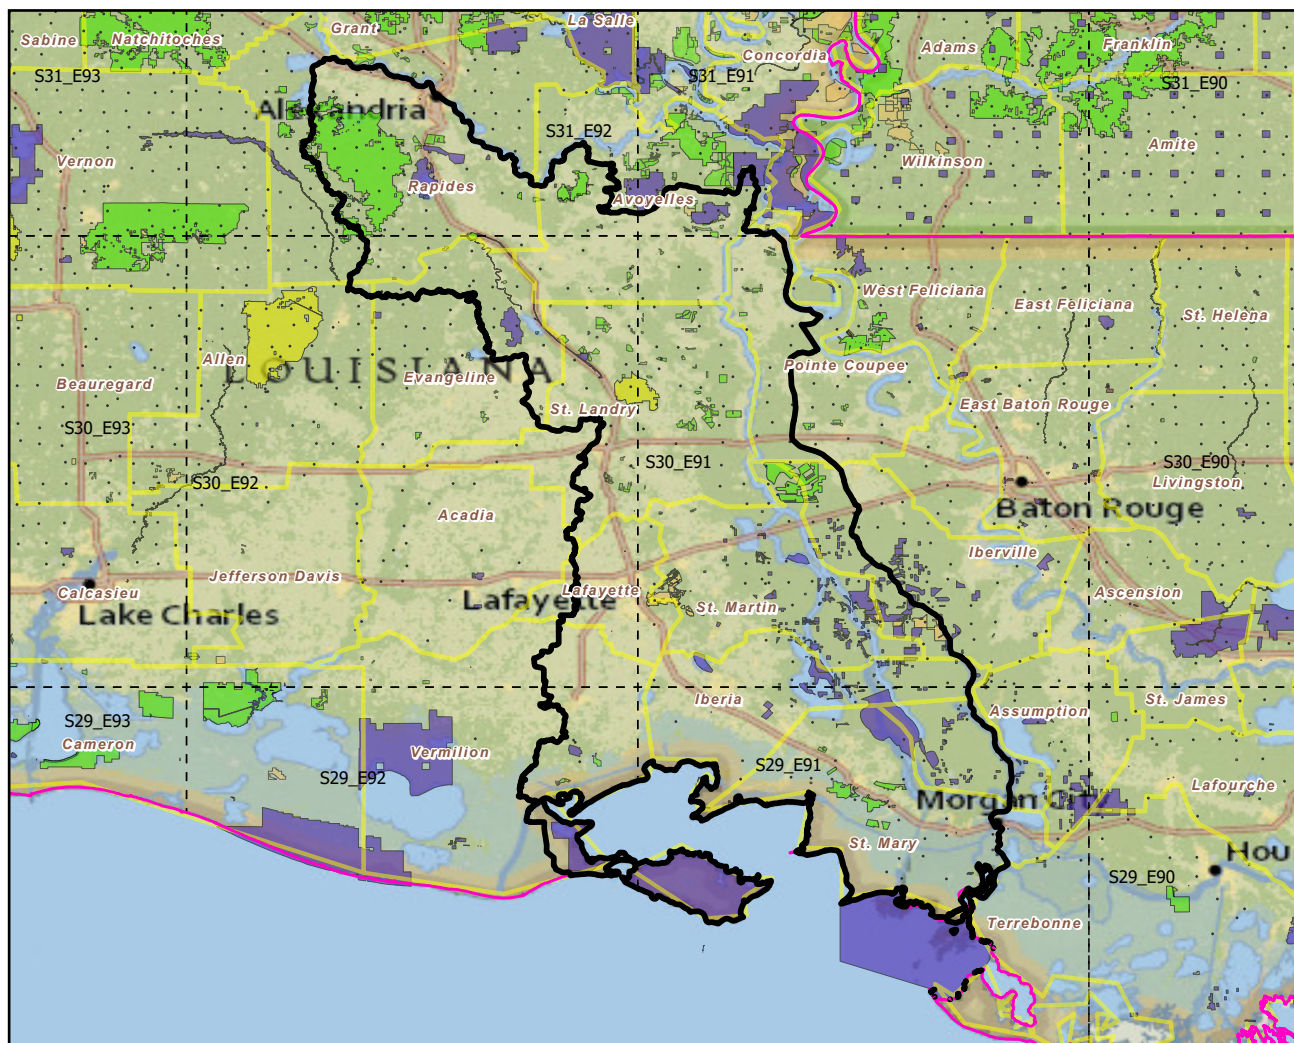 Sabine
Natchitoches
Grant
La Salle
Concordia
Adams
Franklin
S31_E93
S31_E91
S31_E90
Alexandria
S31_E92
Vernon
Rapides
Avoyelles
Wilkinson
Amite
West Feliciana
East Feliciana
St. Helena
Allen
LOUISIANA
Beauregard
Evangeline
Pointe Coupee
St. Landry
East Baton Rouge
S30_E93
S30_E91
S30_E90
S30_E92
Livingston
Acadia
Baton Rouge
Iberville
Jefferson Davis
Calcasieu
Lafayette
Ascension
Lake Charles
Lafayette
St. Martin
Iberia
St. James
S29_E93
Assumption
Cameron
Vermilion
S29_E92
S29_E91
Lafourche
Morgan City
St. Mary
Hou
S29_E90
Terrebonne